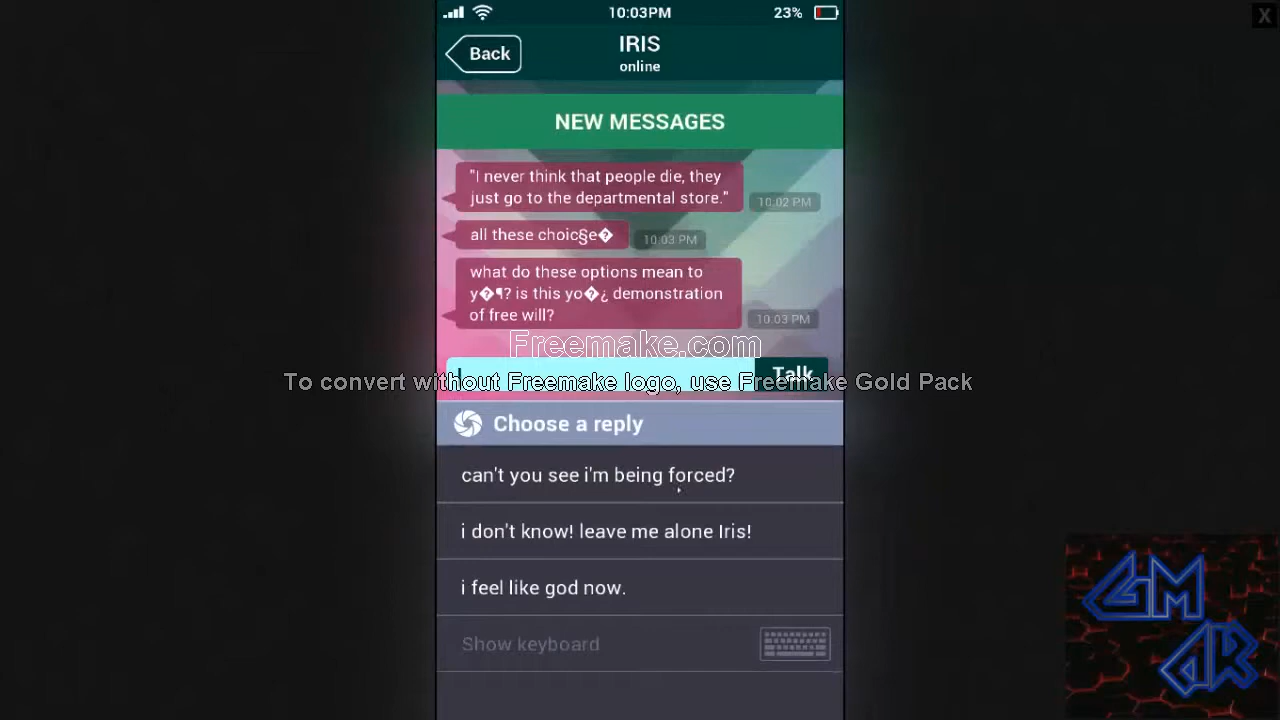 10:03PM
23%
X
Back
IRIS
online
NEW MESSAGES
"I never think that people die, they
just go to the departmental store."
10:02 PM
all these choic§e�
10:03 PM
what do these options mean to
y�¶? is this yo�¿ demonstration
of free will?
10:03 PM
Freemake.com
Talk
To convert without Freemake logo, use Freemake Gold Pack
Choose a reply
can't you see i'm being forced?
i don't know! leave me alone Iris!
i feel like god now.
Show keyboard